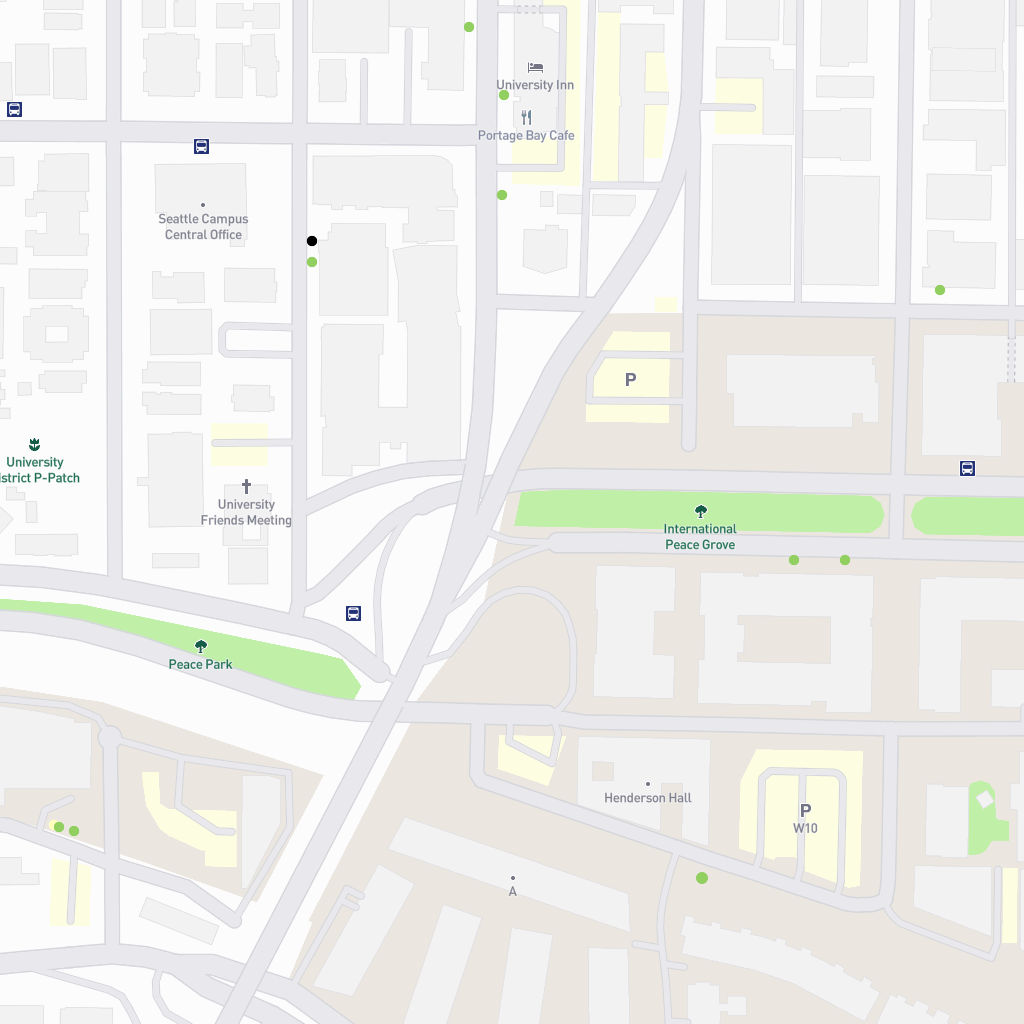 University Inn
Portage Bay Cafe
Seattle Campus
Central Office
P
University
istrict P-Patch
University
Friends Meeting
International
Peace Grove
Peace Park
Henderson Hall
P
W10
A